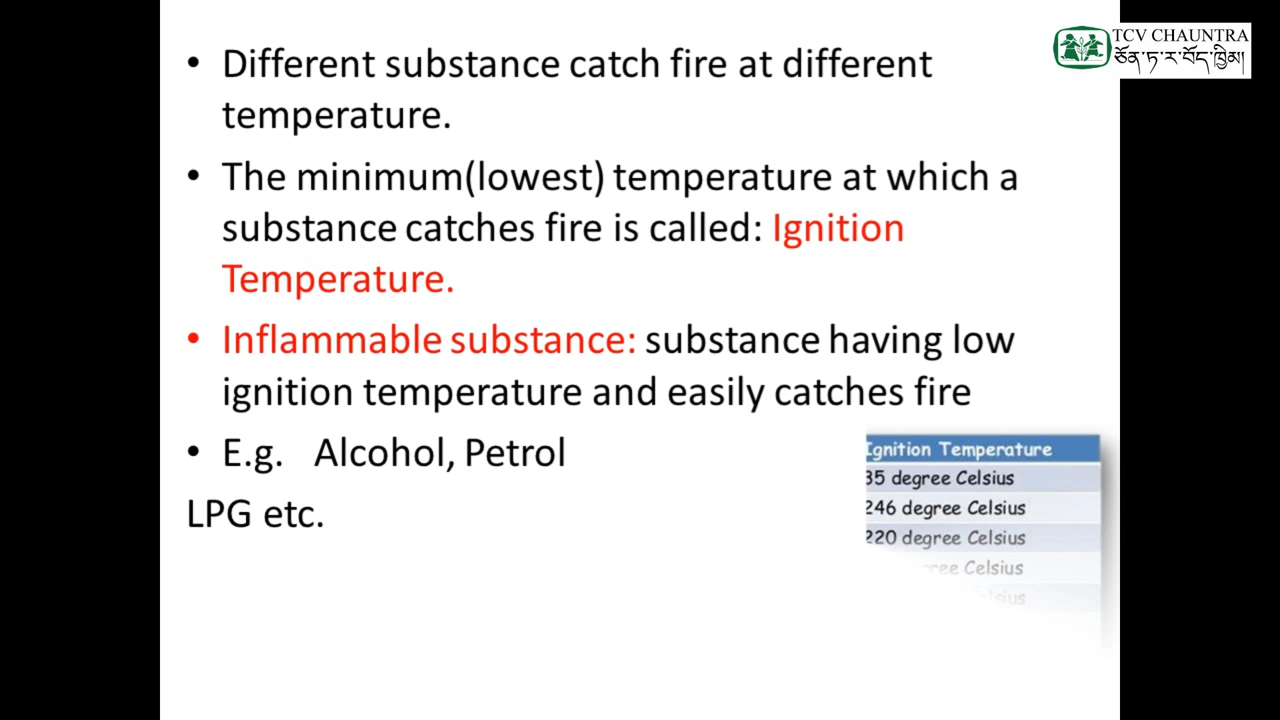 TCV CHAUNTRA
ཅོན་ཏ་ར་བོད་ཁྱིམ།
• Different substance catch fire at different
temperature.
• The minimum(lowest) temperature at which a
substance catches fire is called: Ignition
Temperature.
• Inflammable substance: substance having low
ignition temperature and easily catches fire
• E.g. Alcohol, Petrol
LPG etc.
Ignition Temperature
35 degree Celsius
246 degree Celsius
220 degree Celsius
Celsius